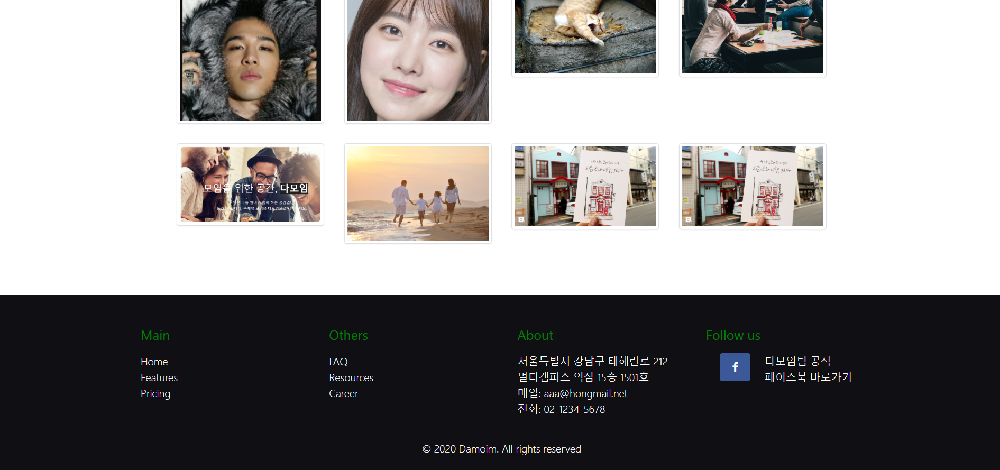 모임을 위한 공간, 다모임
Main
Home
Features
Pricing
Others
FAQ
Resources
Career
About
서울특별시 강남구 테헤란로 212
멀티캠퍼스 역삼 15층 1501호
메일: aaa@hongmail.net
전화: 02-1234-5678
Follow us
f
다모임팀 공식
페이스북 바로가기
© 2020 Damoim. All rights reserved